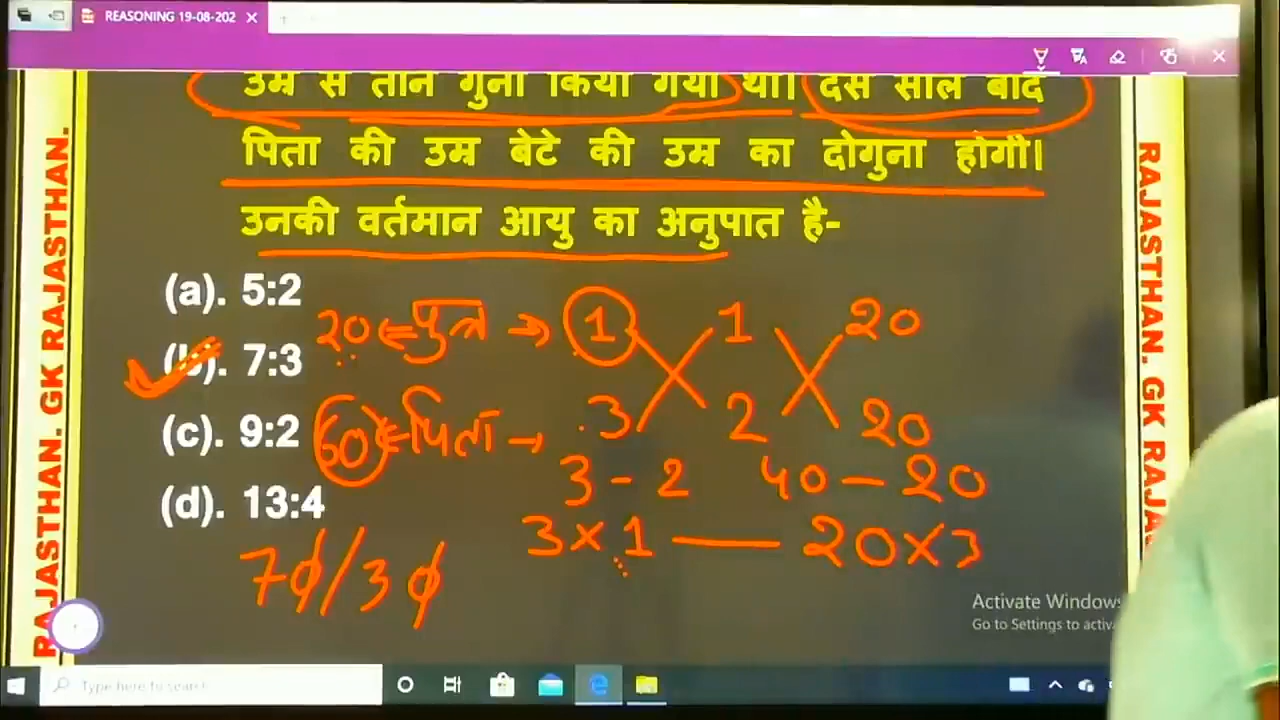 REASONING 19-08-202
उम्र से तीन गुना किया गया था। दस साल बाद
पिता की उम्र बेटे की उम्र का दोगुना होगी।
उनकी वर्तमान आयु का अनुपात है-
(a). 5:2
(b). 7:3
(c). 9:2
(d). 13:4
20 ← पुत्र → 1 1 20
60 ← पिता → 3 2 20
3 - 2 40 - 20
3 × 1 — 20 × 3
70/30
RAJASTHAN. GK RAJASTHAN.
RAJASTHAN. GK RAJA
Activate Windows
Go to Settings to activ
Type here to search